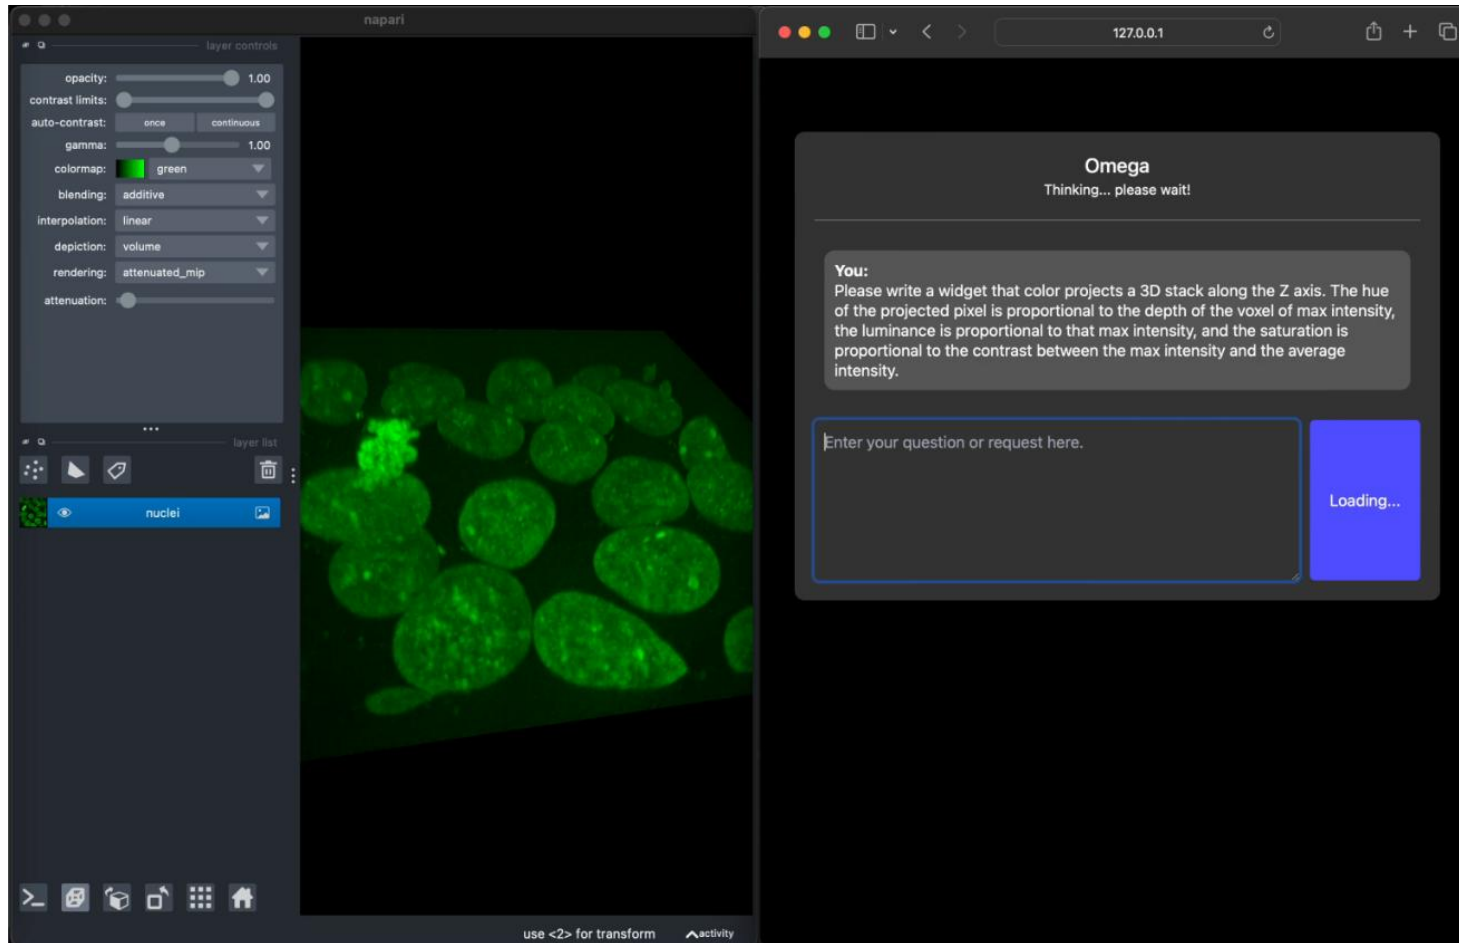 napari
layer controls
opacity: 1.00
contrast limits:
auto-contrast: once continuous
gamma: 1.00
colormap: green
blending: additive
interpolation: linear
depiction: volume
rendering: attenuated_mip
attenuation:
layer list
nuclei
use <2> for transform
activity
127.0.0.1
Omega
Thinking... please wait!
You:
Please write a widget that color projects a 3D stack along the Z axis. The hue
of the projected pixel is proportional to the depth of the voxel of max intensity,
the luminance is proportional to that max intensity, and the saturation is
proportional to the contrast between the max intensity and the average
intensity.
Enter your question or request here.
Loading...